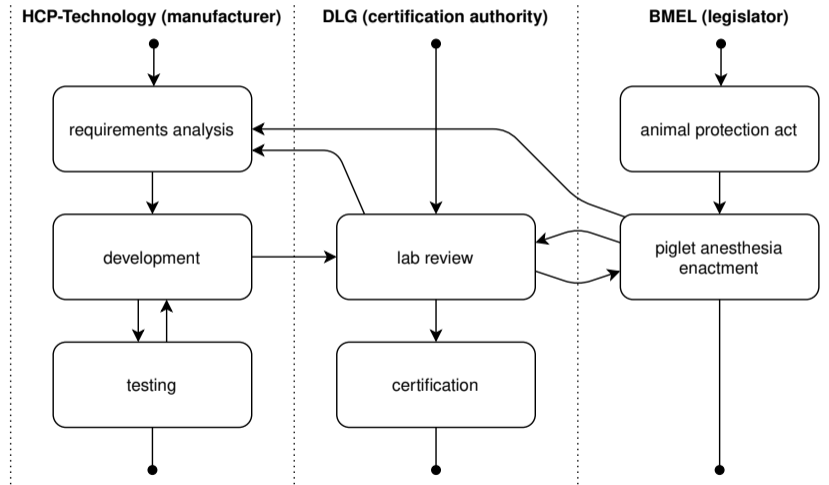 HCP-Technology (manufacturer)
DLG (certification authority)
BMEL (legislator)
requirements analysis
animal protection act
development
lab review
piglet anesthesia
enactment
testing
certification